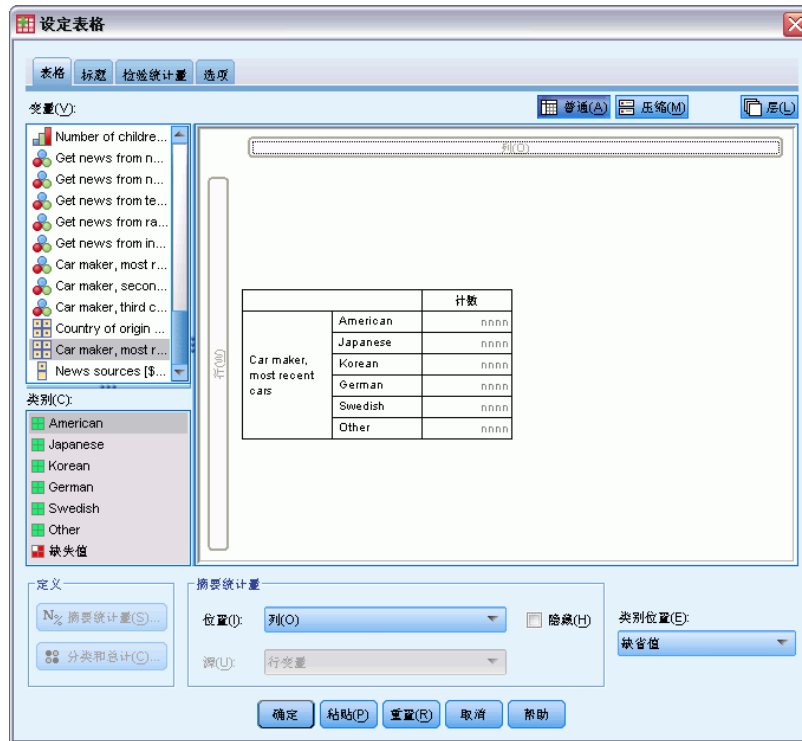 设定表格
表格 标题 检验统计量 选项
变量(V):
普通(A) 压缩(M) 层(L)
Number of childre...
Get news from n...
Get news from n...
Get news from te...
Get news from ra...
Get news from in...
Car maker, most r...
Car maker, secon...
Car maker, third c...
Country of origin ...
Car maker, most r...
News sources [$...
类别(C):
American
Japanese
Korean
German
Swedish
Other
缺失值
列(O)
行(W)
计数
Car maker, most recent cars
American nnnn
Japanese nnnn
Korean nnnn
German nnnn
Swedish nnnn
Other nnnn
定义
N% 摘要统计量(S)...
分类和总计(C)...
摘要统计量
位置(I): 列(O) 隐藏(H)
源(U): 行变量
类别位置(E):
缺省值
确定 粘贴(P) 重置(R) 取消 帮助